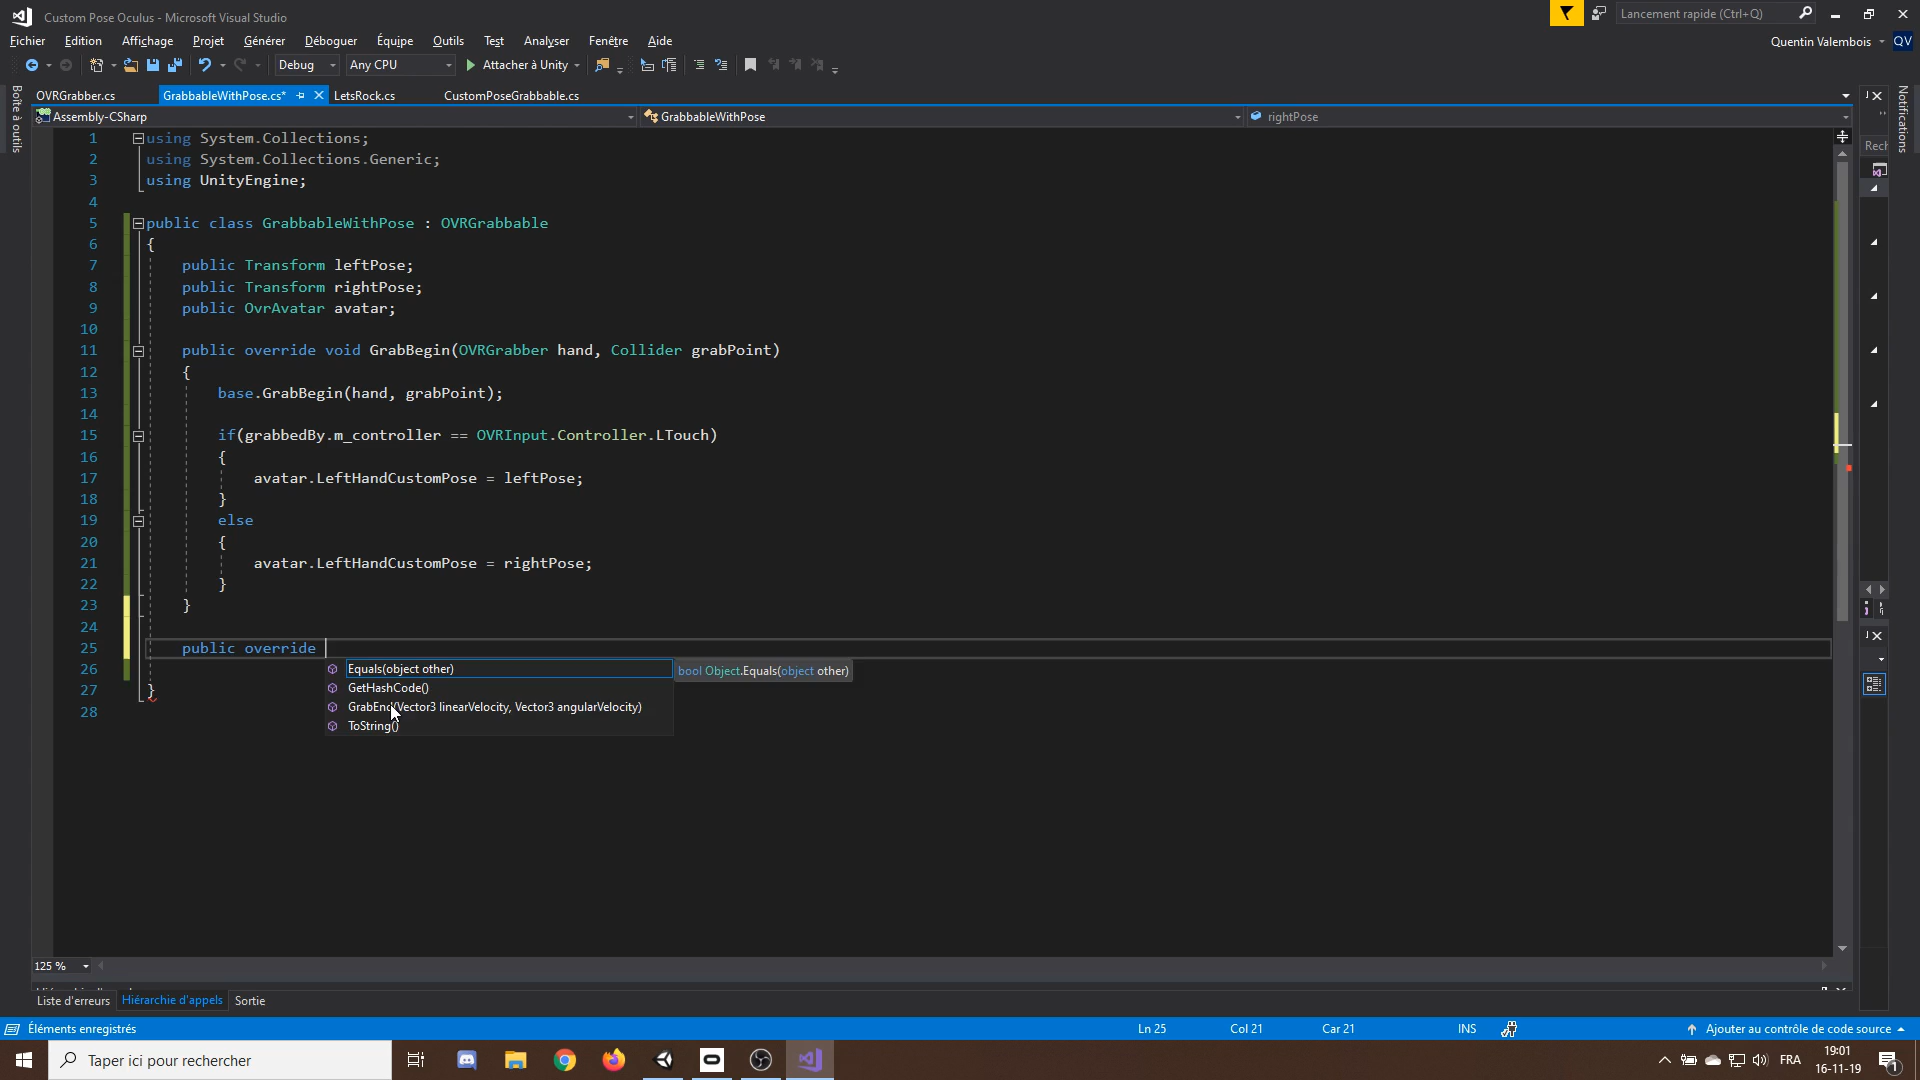 Custom Pose Oculus - Microsoft Visual Studio
Lancement rapide (Ctrl+Q)
Fichier Edition Affichage Projet Générer Déboguer Équipe Outils Test Analyser Fenêtre Aide
Quentin Valembois QV
Debug Any CPU Attacher à Unity
Boîte à outils
OVRGrabber.cs GrabbableWithPose.cs* LetsRock.cs CustomPoseGrabbable.cs
Notifications
Assembly-CSharp GrabbableWithPose rightPose
Rech
1 using System.Collections;
2 using System.Collections.Generic;
3 using UnityEngine;
4
5 public class GrabbableWithPose : OVRGrabbable
6 {
7 public Transform leftPose;
8 public Transform rightPose;
9 public OvrAvatar avatar;
10
11 public override void GrabBegin(OVRGrabber hand, Collider grabPoint)
12 {
13 base.GrabBegin(hand, grabPoint);
14
15 if(grabbedBy.m_controller == OVRInput.Controller.LTouch)
16 {
17 avatar.LeftHandCustomPose = leftPose;
18 }
19 else
20 {
21 avatar.LeftHandCustomPose = rightPose;
22 }
23 }
24
25 public override
26
27 }
28
Equals(object other) bool Object.Equals(object other)
GetHashCode()
GrabEnd(Vector3 linearVelocity, Vector3 angularVelocity)
ToString()
125 %
Liste d'erreurs Hiérarchie d'appels Sortie
Éléments enregistrés Ln 25 Col 21 Car 21 INS Ajouter au contrôle de code source
Taper ici pour rechercher
FRA
19:01
16-11-19
1